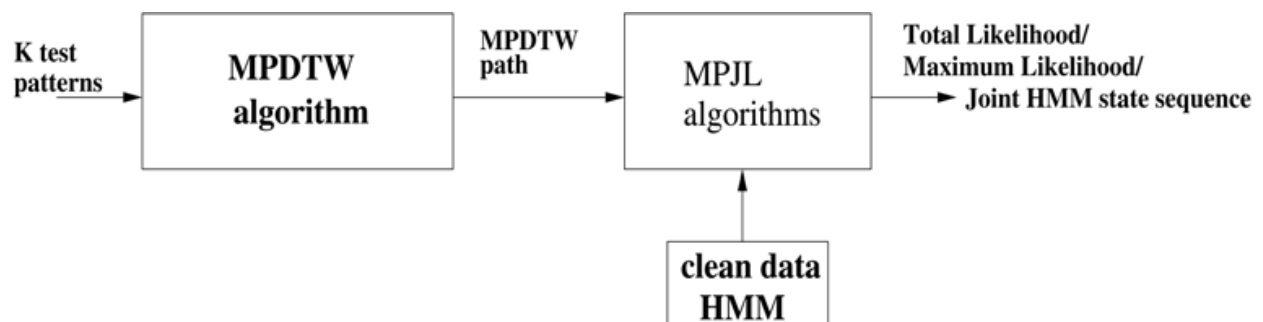 K test
patterns
MPDTW
algorithm
MPDTW
path
MPJL
algorithms
Total Likelihood/
Maximum Likelihood/
Joint HMM state sequence
clean data
HMM